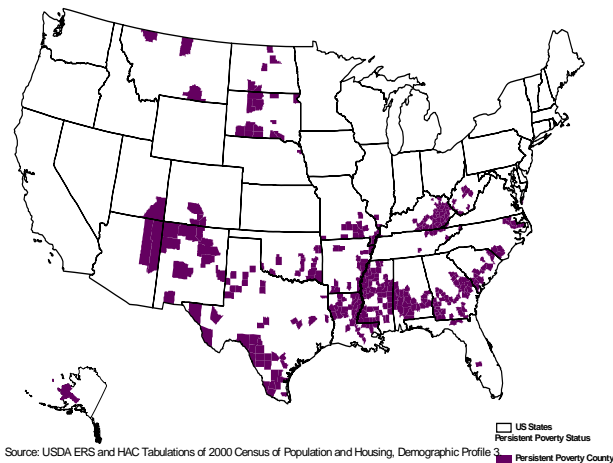 US States
Persistent Poverty Status
Source: USDA ERS and HAC Tabulations of 2000 Census of Population and Housing, Demographic Profile 3.
Persistent Poverty County